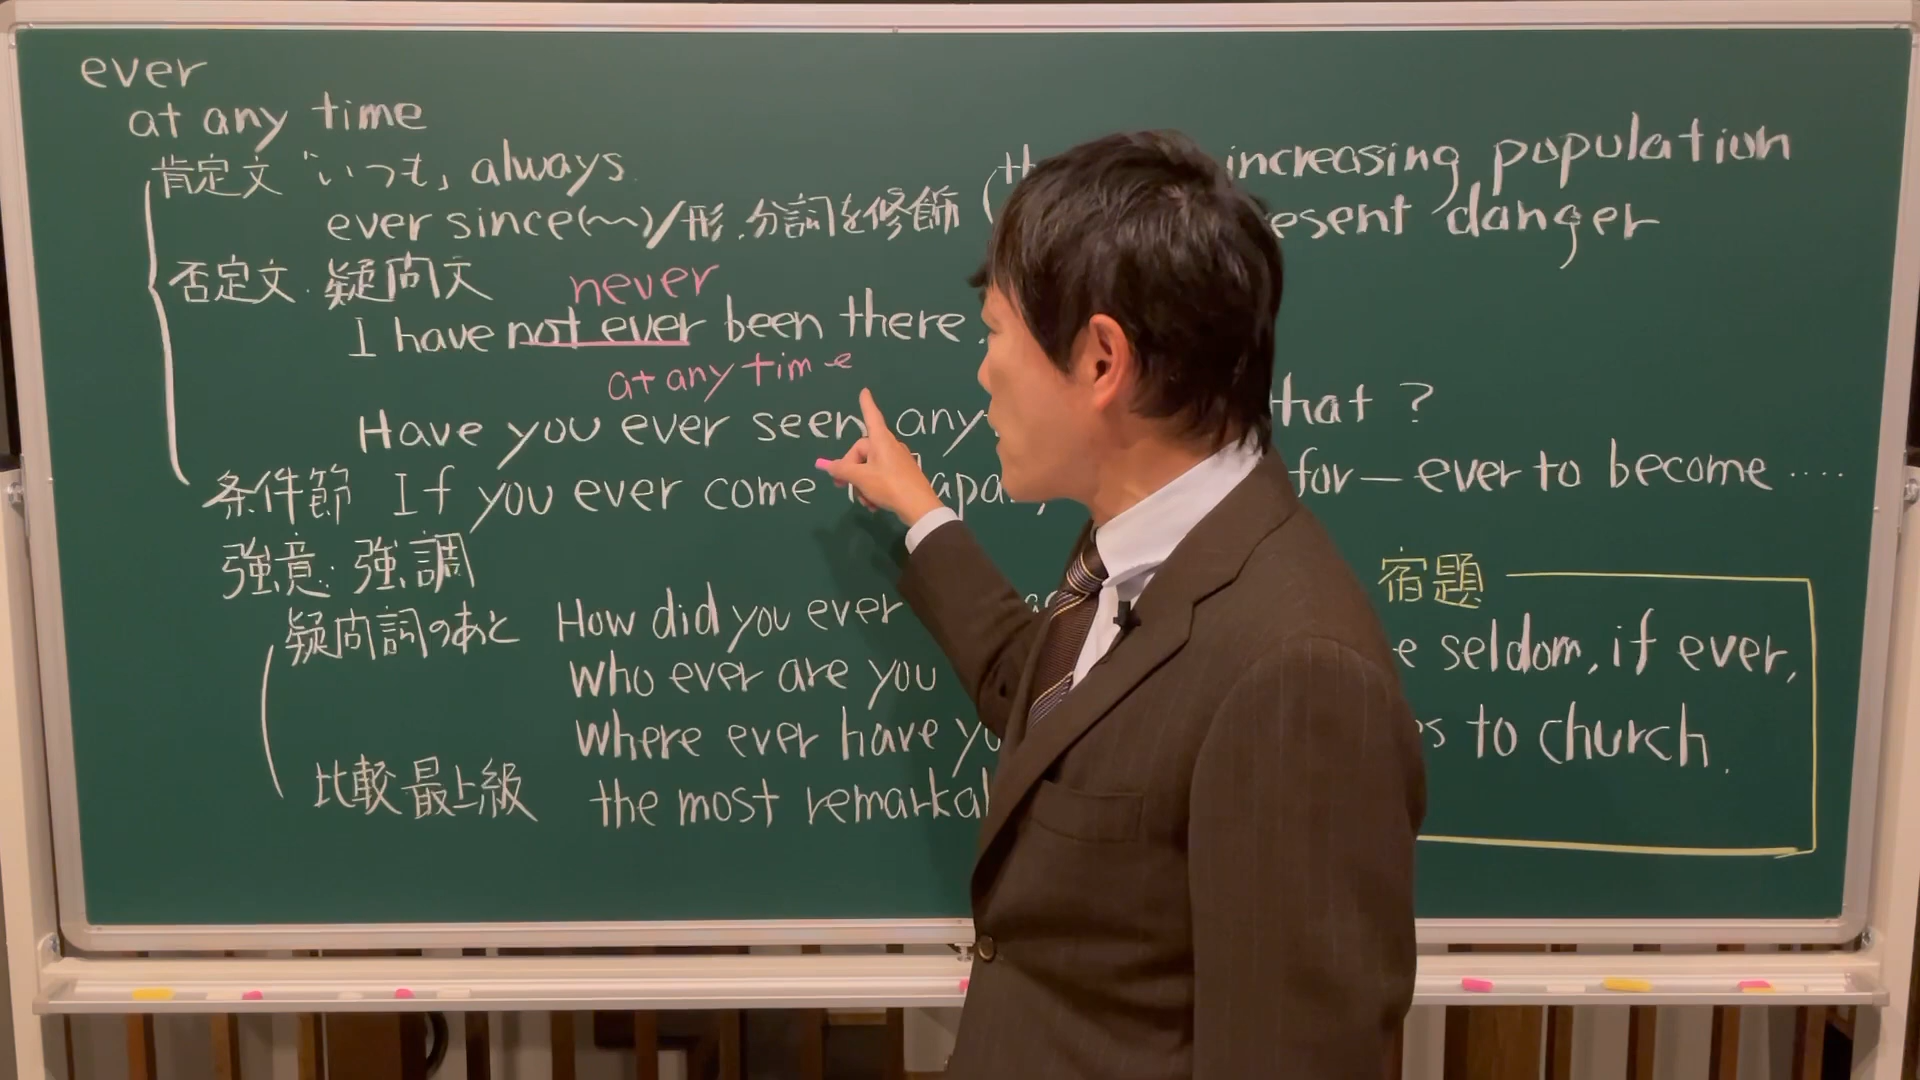 ever
at any time
肯定文「いつも」always
ever since(〜)/形.分詞を修飾 ( increasing population
danger
否定文.疑問文
never
I have not ever been there.
at any time
Have you ever seen ?
If you ever come for — ever to become ....
条件節
強意.強調
疑問詞のあと How did you ever
who ever are you
where ever have
比較最上級 the most
宿題
seldom, if ever,
to church.